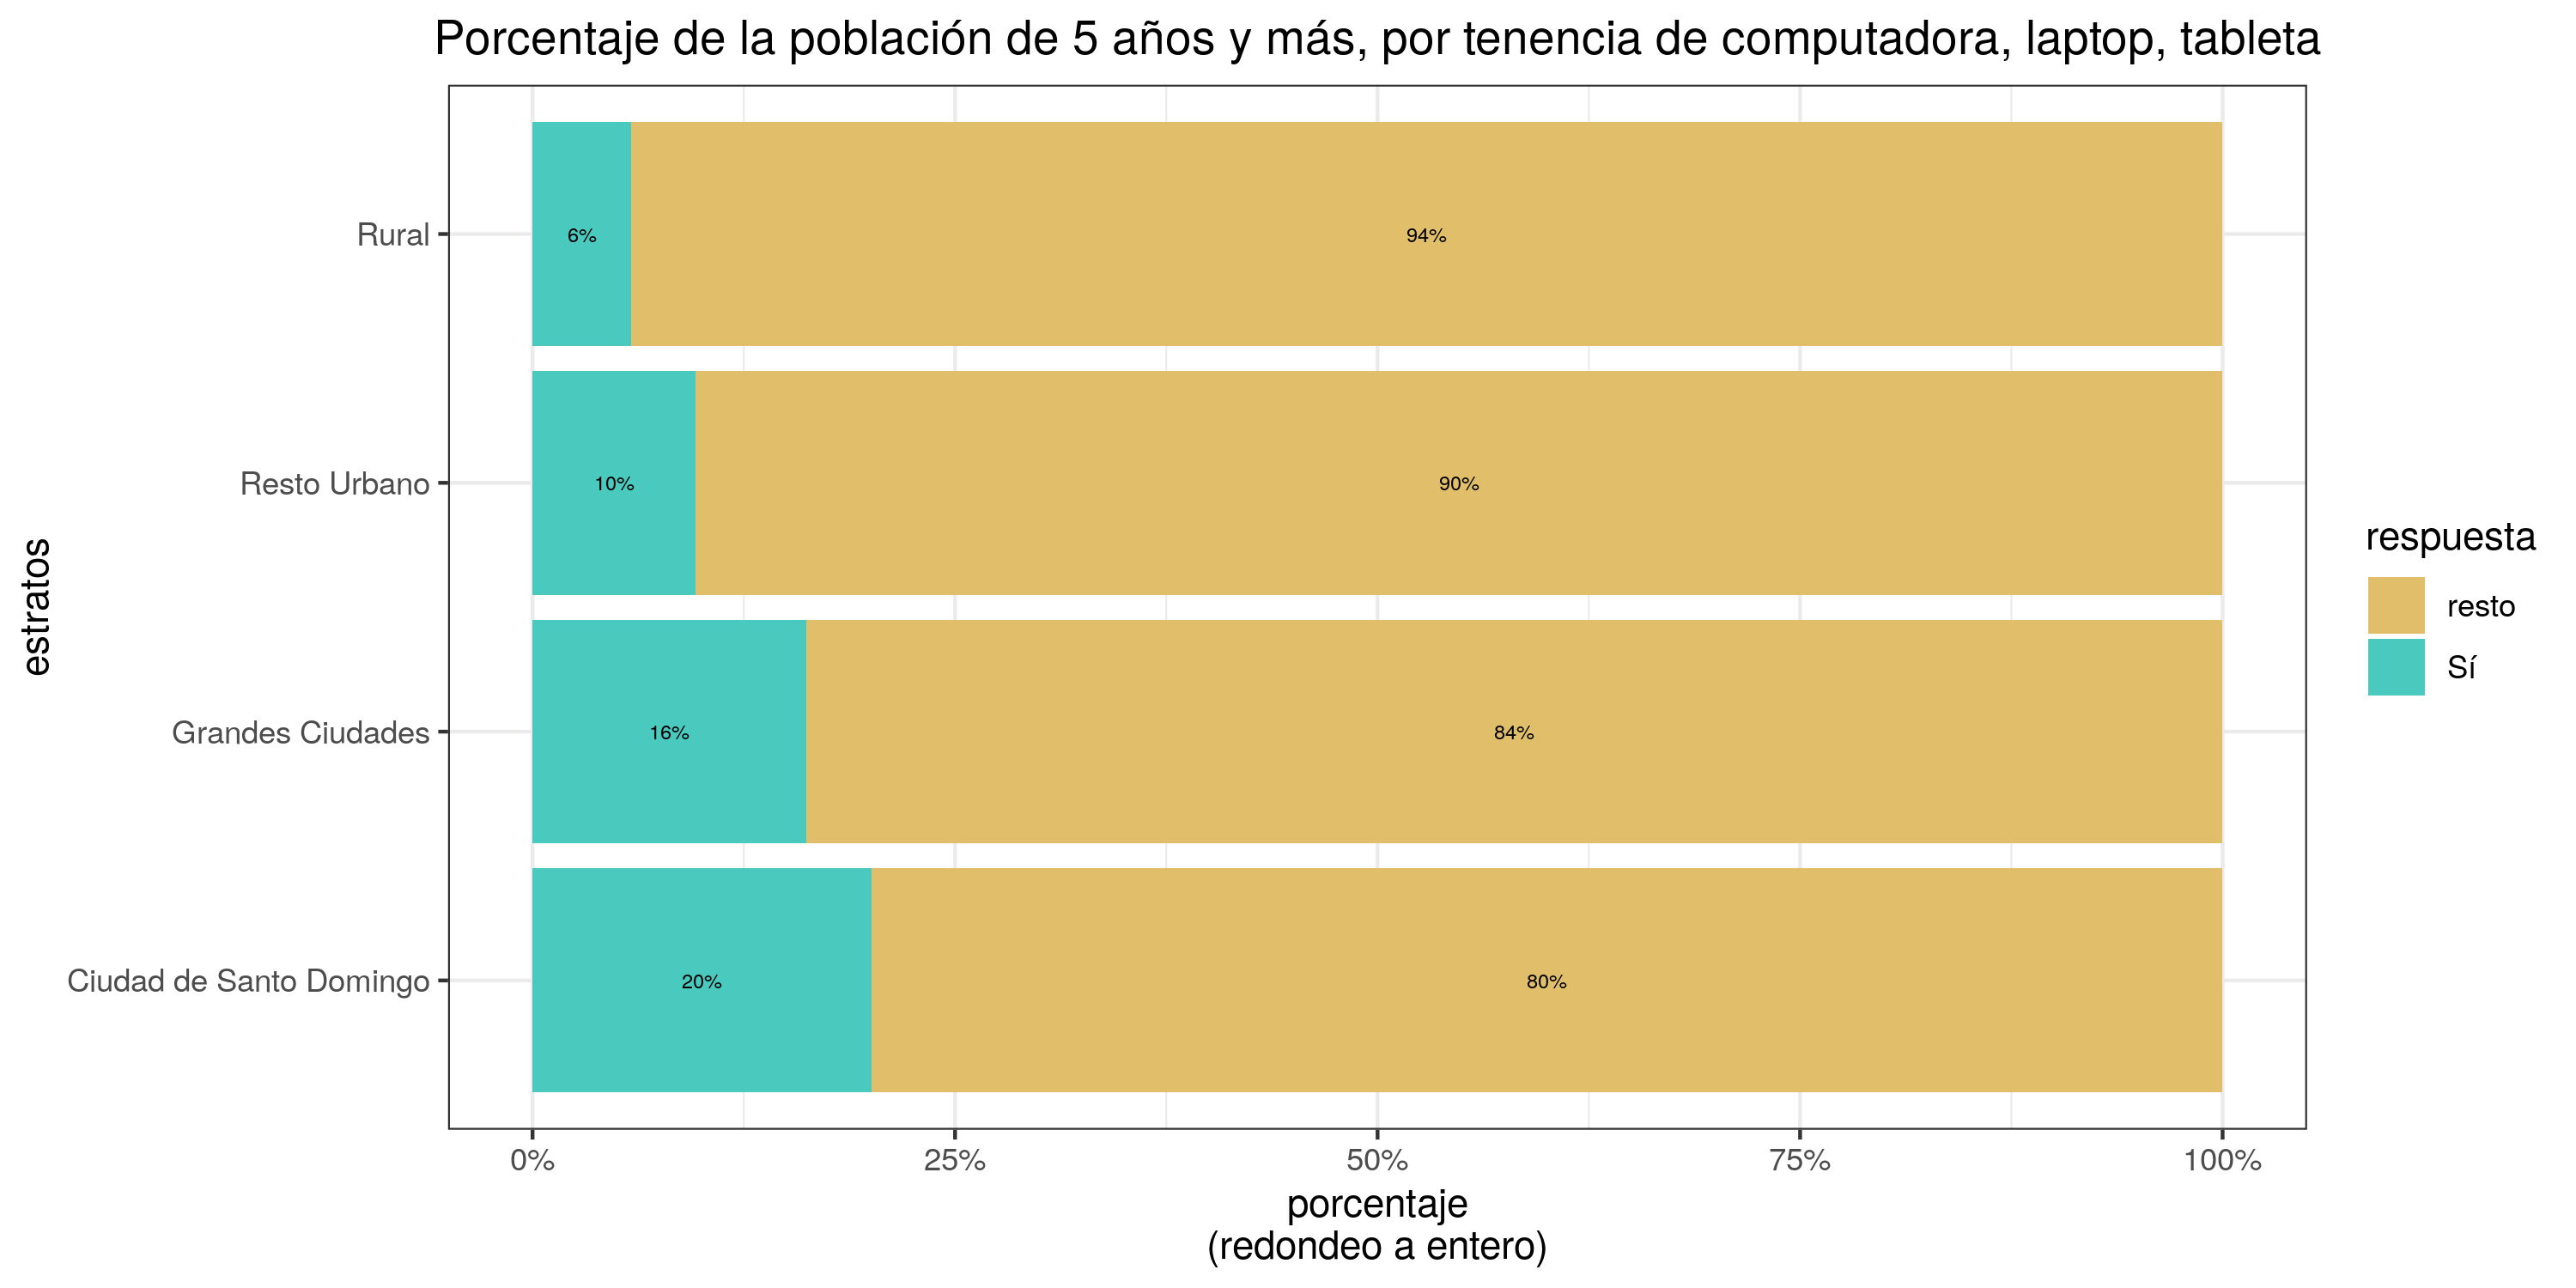 Porcentaje de la población de 5 años y más, por tenencia de computadora, laptop, tableta
estratos
Rural
6%
94%
Resto Urbano
10%
90%
Grandes Ciudades
16%
84%
Ciudad de Santo Domingo
20%
80%
0%
25%
50%
75%
100%
porcentaje
(redondeo a entero)
respuesta
resto
Sí